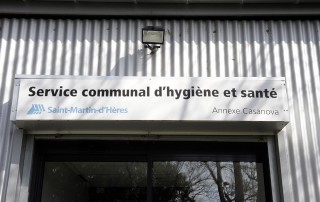 Service communal d'hygiène et santé
Saint-Martin-d'Hères Annexe Casanova